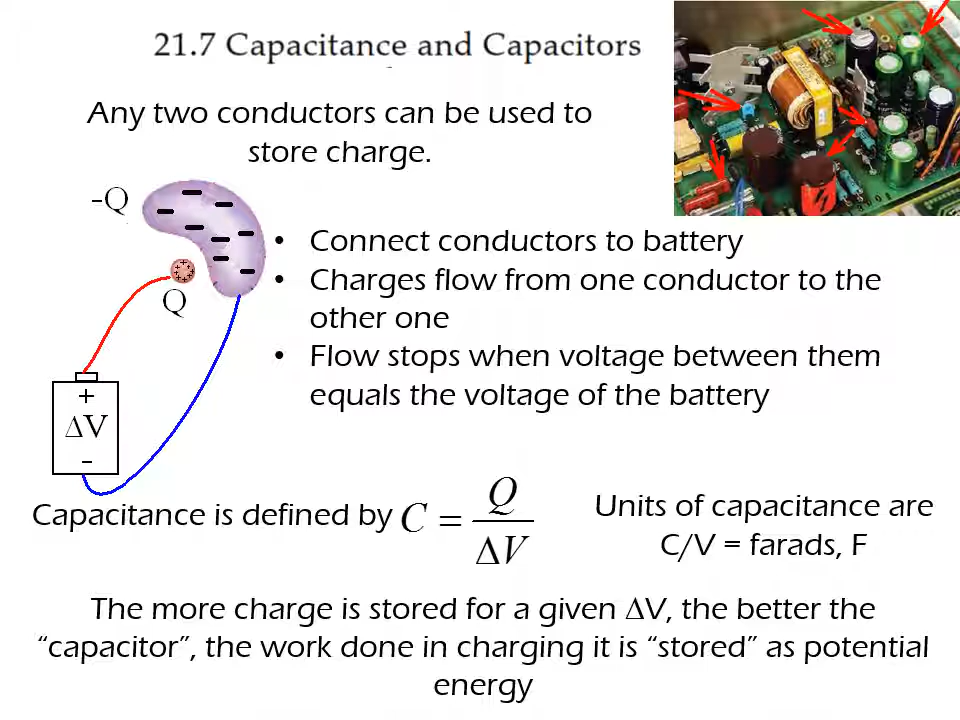 21.7 Capacitance and Capacitors
Any two conductors can be used to
store charge.
-Q
Q
+
ΔV
-
• Connect conductors to battery
• Charges flow from one conductor to the
other one
• Flow stops when voltage between them
equals the voltage of the battery
Capacitance is defined by C = Q / ΔV
Units of capacitance are
C/V = farads, F
The more charge is stored for a given ΔV, the better the
“capacitor”, the work done in charging it is “stored” as potential
energy